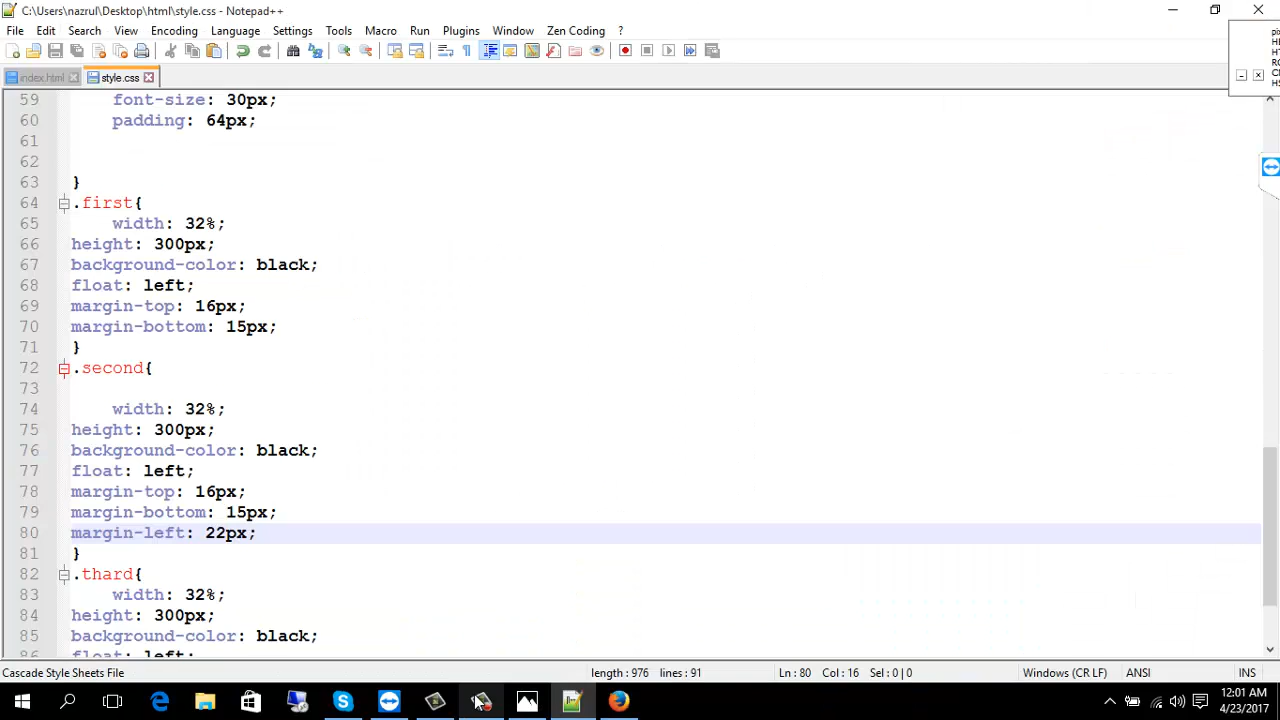 C:\Users\nazrul\Desktop\html\style.css - Notepad++
File Edit Search View Encoding Language Settings Tools Macro Run Plugins Window Zen Coding ?
index.html style.css
59 font-size: 30px;
60 padding: 64px;
61
62
63 }
64 .first{
65 width: 32%;
66 height: 300px;
67 background-color: black;
68 float: left;
69 margin-top: 16px;
70 margin-bottom: 15px;
71 }
72 .second{
73
74 width: 32%;
75 height: 300px;
76 background-color: black;
77 float: left;
78 margin-top: 16px;
79 margin-bottom: 15px;
80 margin-left: 22px;
81 }
82 .thard{
83 width: 32%;
84 height: 300px;
85 background-color: black;
86 float: left;
Cascade Style Sheets File length : 976 lines : 91 Ln : 80 Col : 16 Sel : 0 | 0 Windows (CR LF) ANSI INS
12:01 AM
4/23/2017